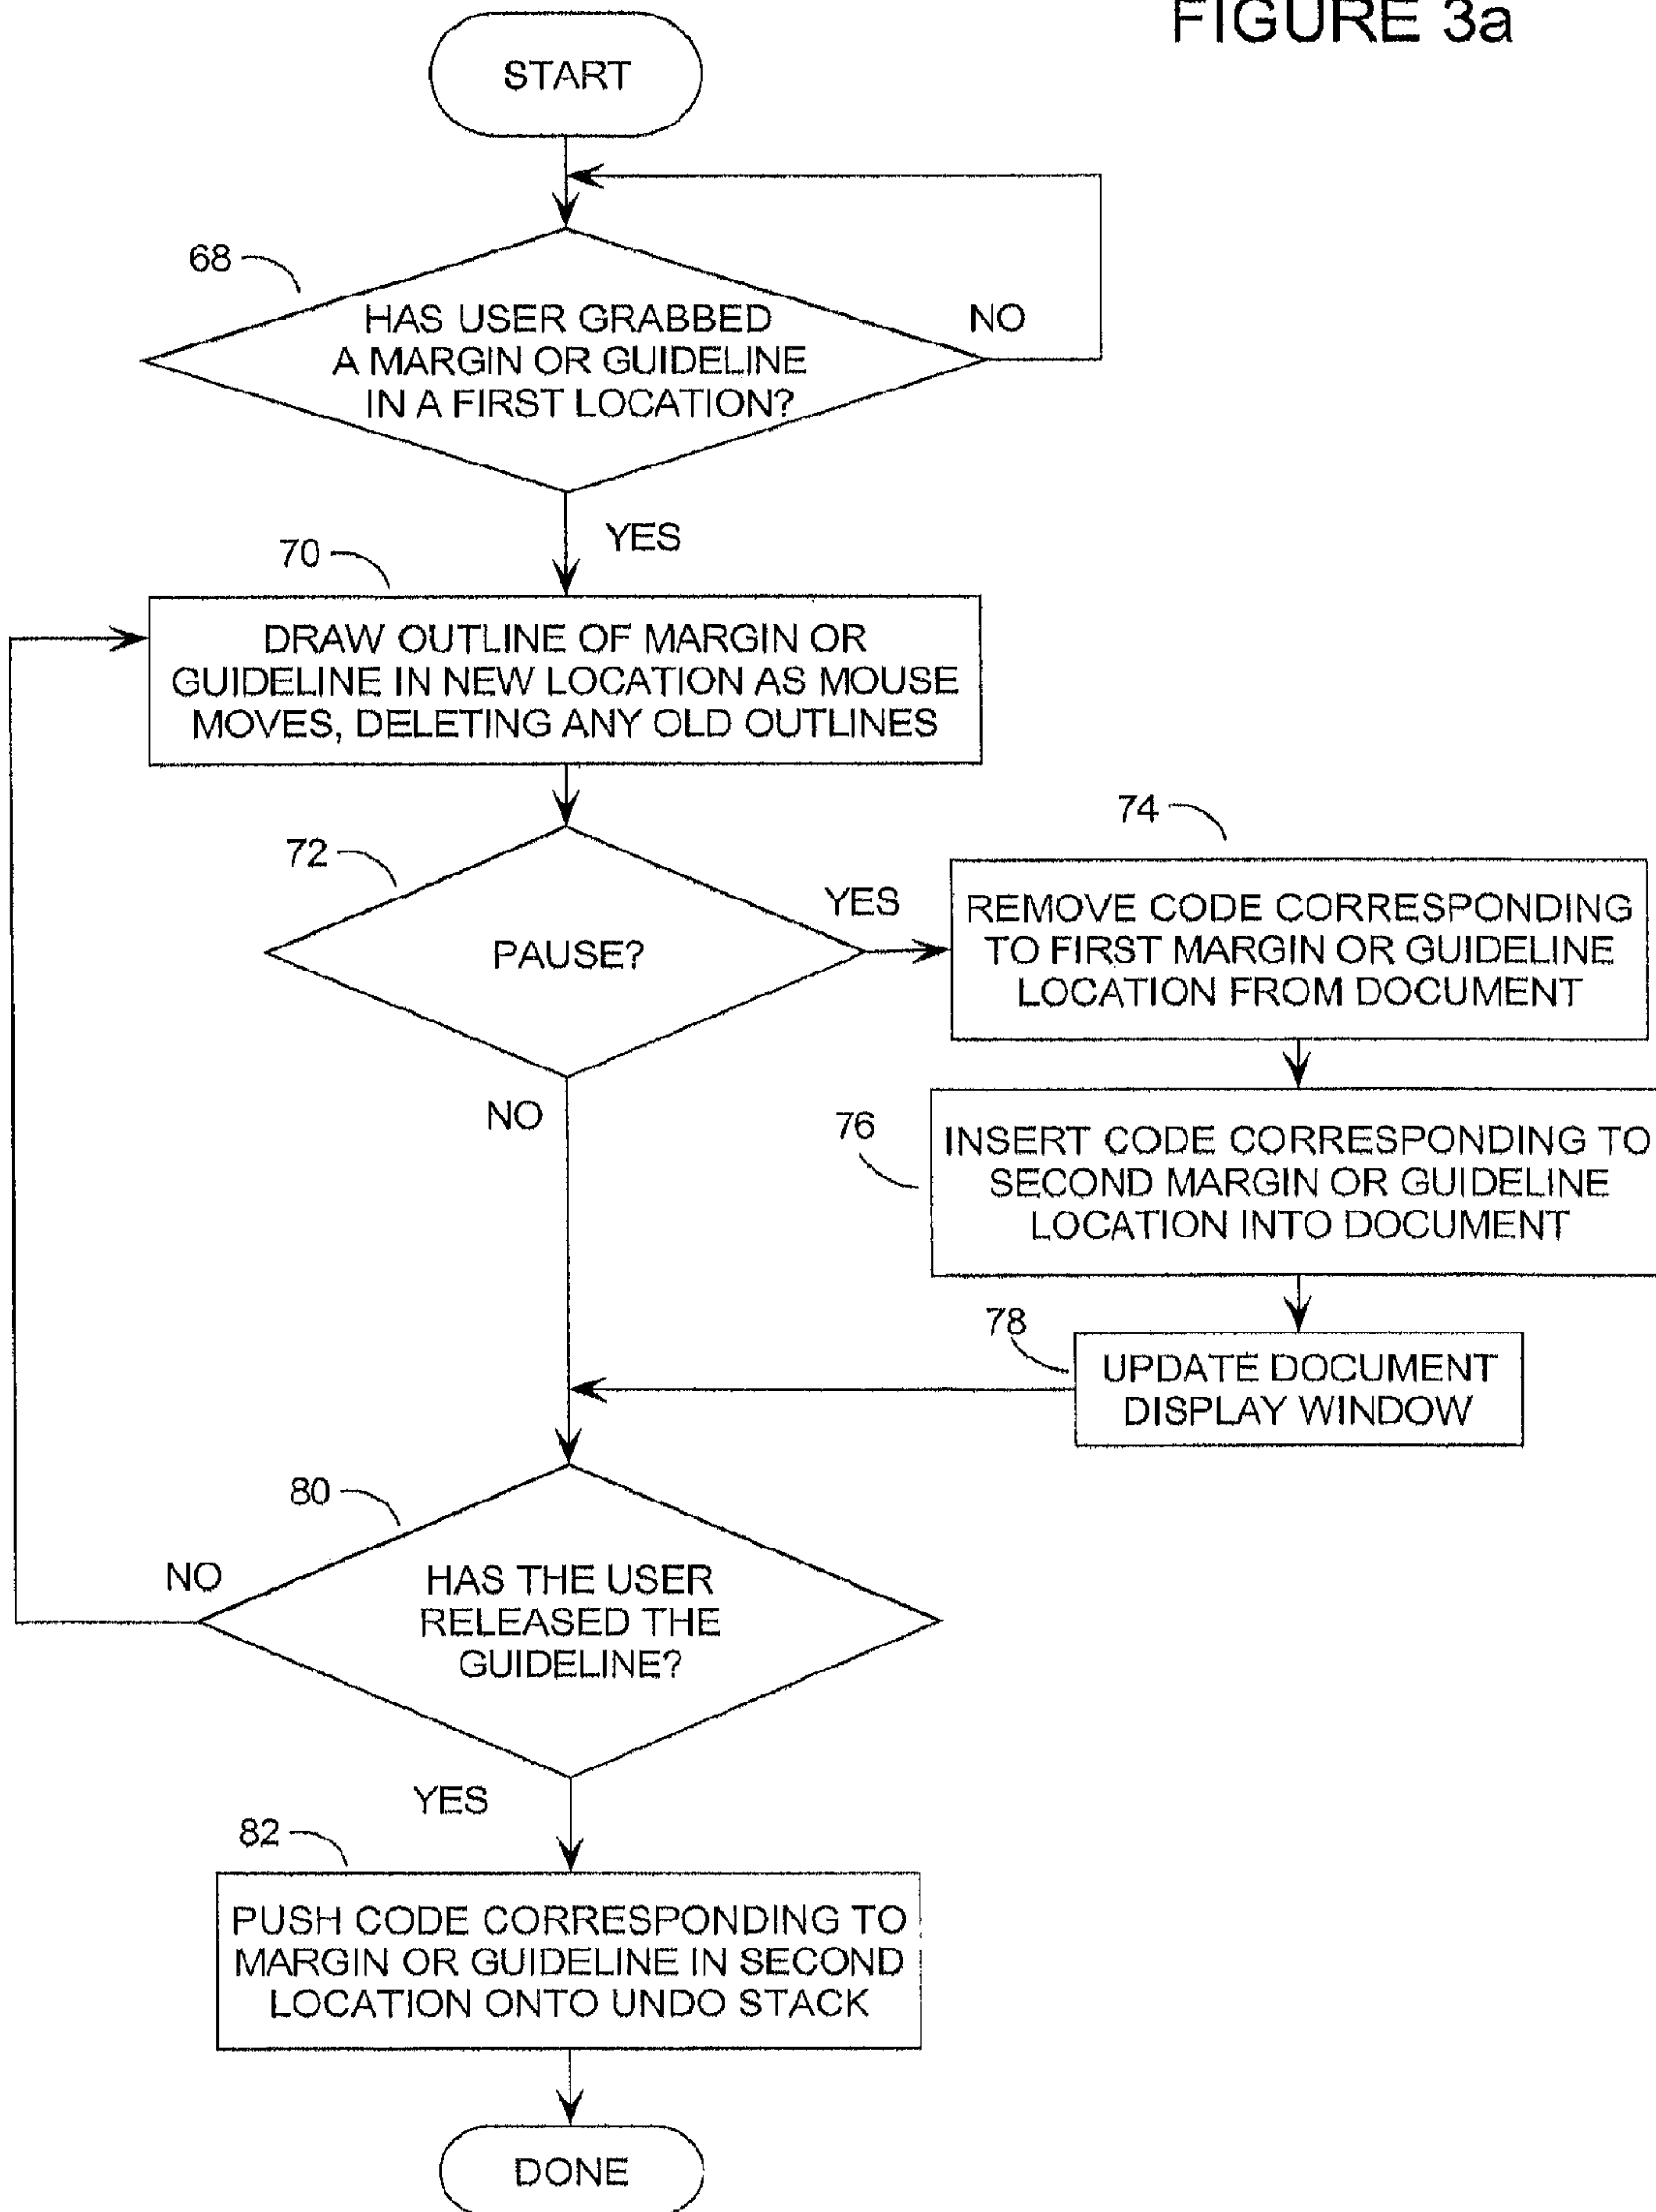 FIGURE 3a
START
68
HAS USER GRABBED
A MARGIN OR GUIDELINE
IN A FIRST LOCATION?
NO
YES
70
DRAW OUTLINE OF MARGIN OR
GUIDELINE IN NEW LOCATION AS MOUSE
MOVES, DELETING ANY OLD OUTLINES
72
PAUSE?
YES
74
REMOVE CODE CORRESPONDING
TO FIRST MARGIN OR GUIDELINE
LOCATION FROM DOCUMENT
NO
76
INSERT CODE CORRESPONDING TO
SECOND MARGIN OR GUIDELINE
LOCATION INTO DOCUMENT
78
UPDATE DOCUMENT
DISPLAY WINDOW
80
NO
HAS THE USER
RELEASED THE
GUIDELINE?
YES
82
PUSH CODE CORRESPONDING TO
MARGIN OR GUIDELINE IN SECOND
LOCATION ONTO UNDO STACK
DONE